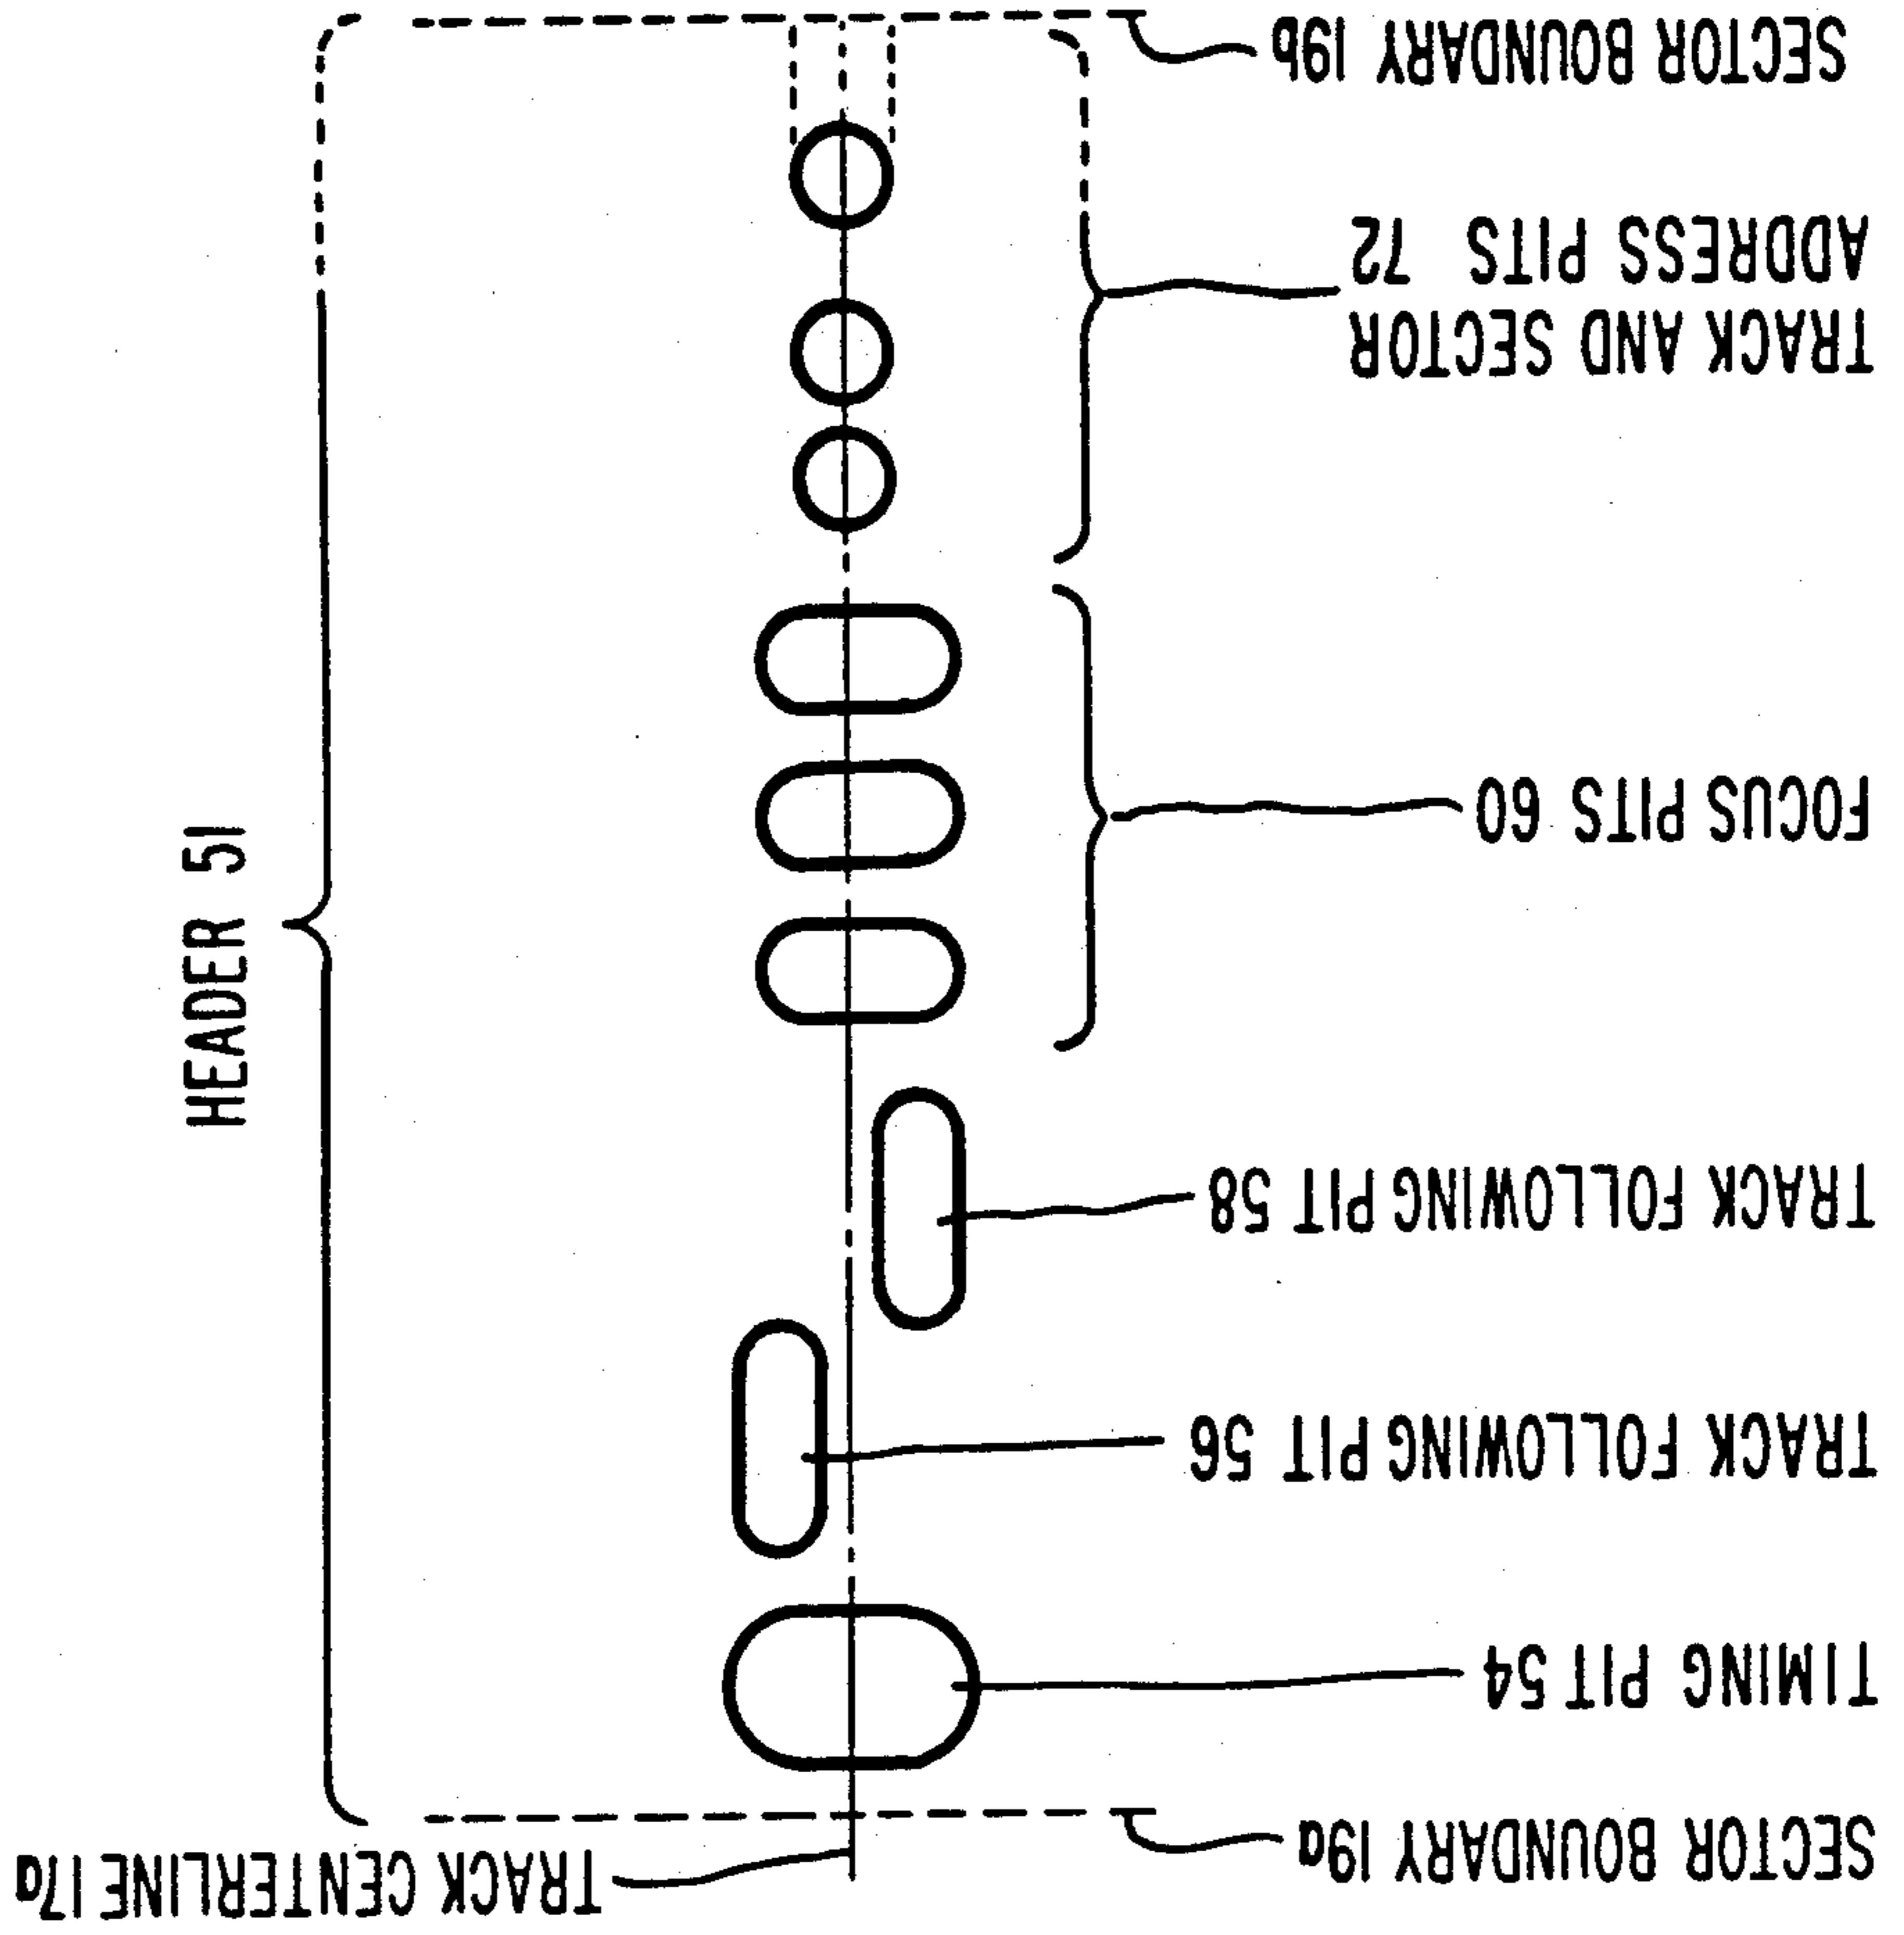 SECTOR BOUNDARY 19a
TRACK CENTERLINE 17a
TIMING PIT 54
TRACK FOLLOWING PIT 56
TRACK FOLLOWING PIT 58
HEADER 51
FOCUS PITS 60
TRACK AND SECTOR
ADDRESS PITS 72
SECTOR BOUNDARY 19b